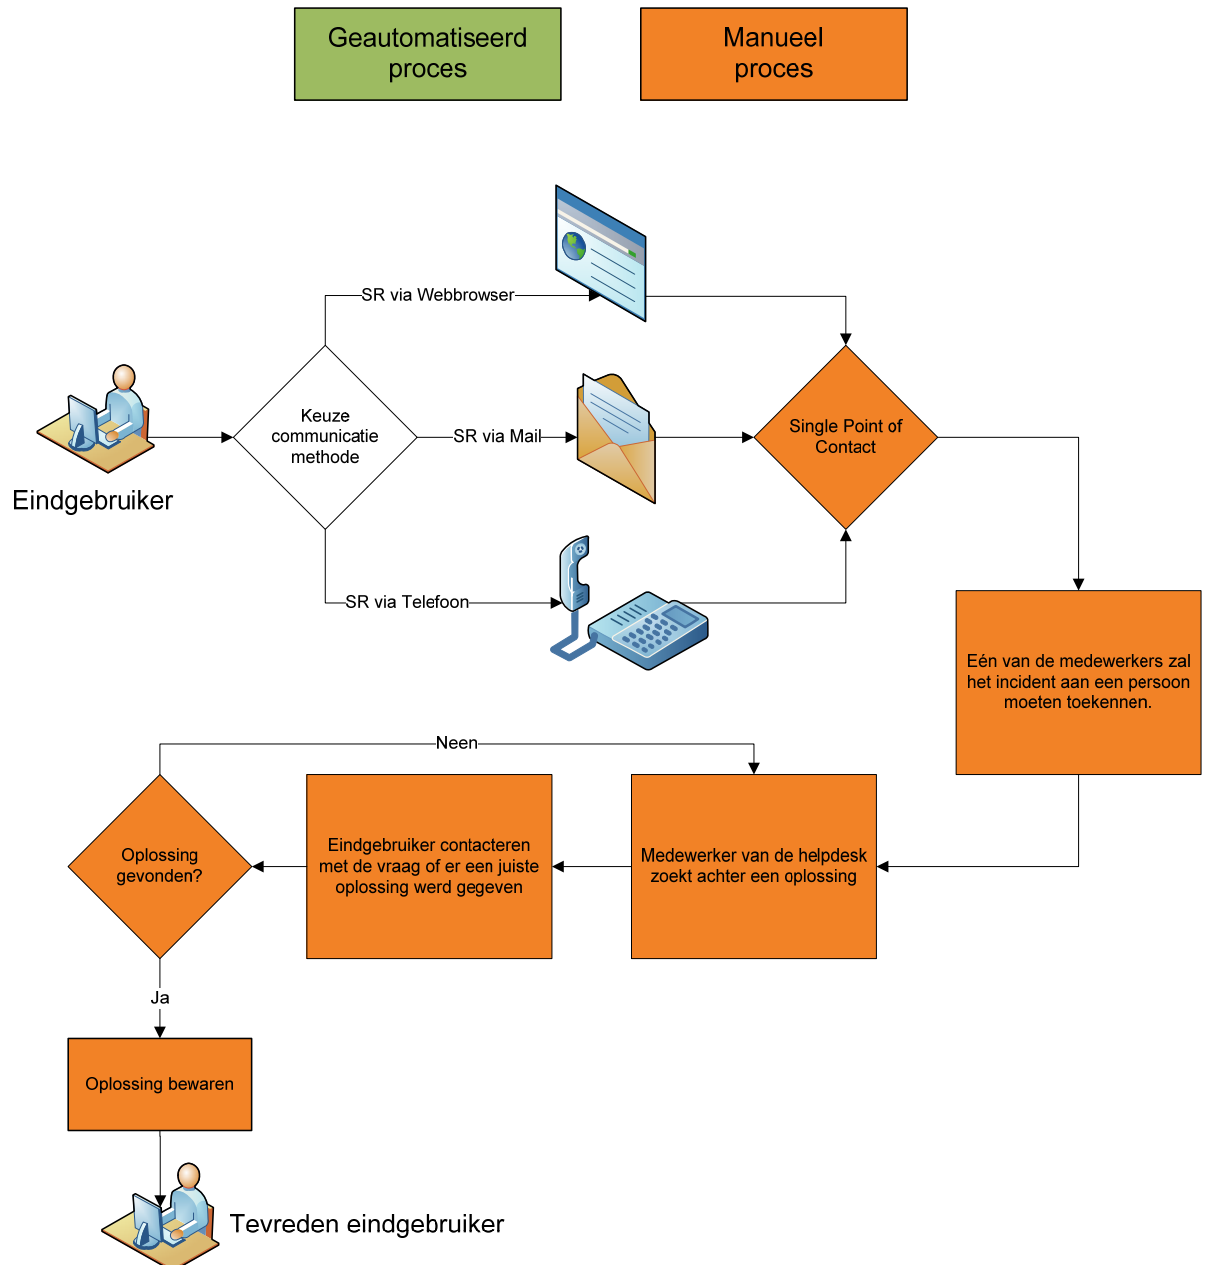 Geautomatiseerd
proces
Manueel
proces
SR via Webbrowser
Keuze
communicatie
methode
SR via Mail
Single Point of
Contact
Eindgebruiker
SR via Telefoon
Eén van de medewerkers zal
het incident aan een persoon
moeten toekennen.
Neen
Oplossing
gevonden?
Eindgebruiker contacteren
met de vraag of er een juiste
oplossing werd gegeven
Medewerker van de helpdesk
zoekt achter een oplossing
Ja
Oplossing bewaren
Tevreden eindgebruiker